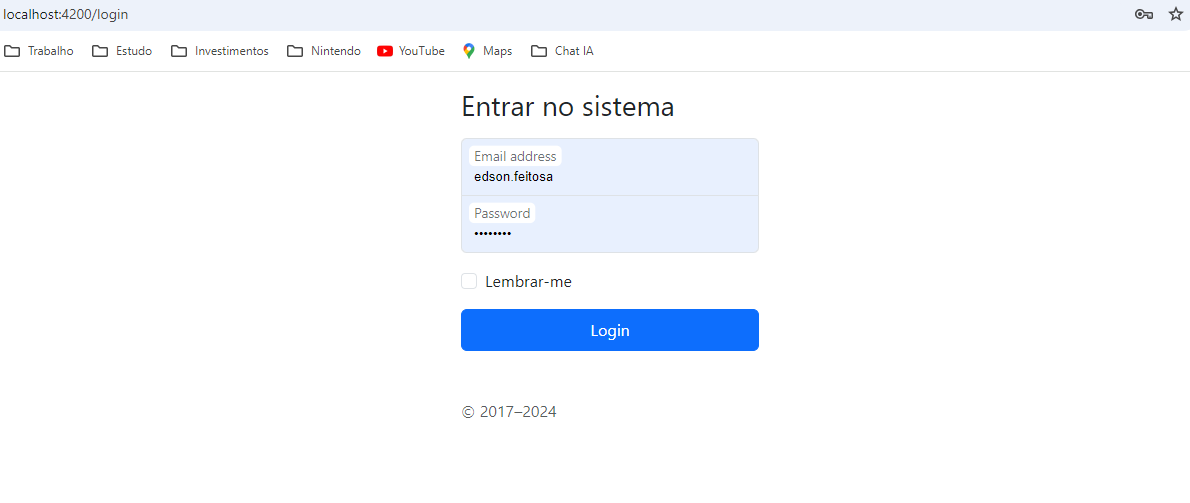 localhost:4200/login
Trabalho Estudo Investimentos Nintendo YouTube Maps Chat IA
Entrar no sistema
Email address
edson.feitosa
Password
••••••••
Lembrar-me
Login
© 2017–2024